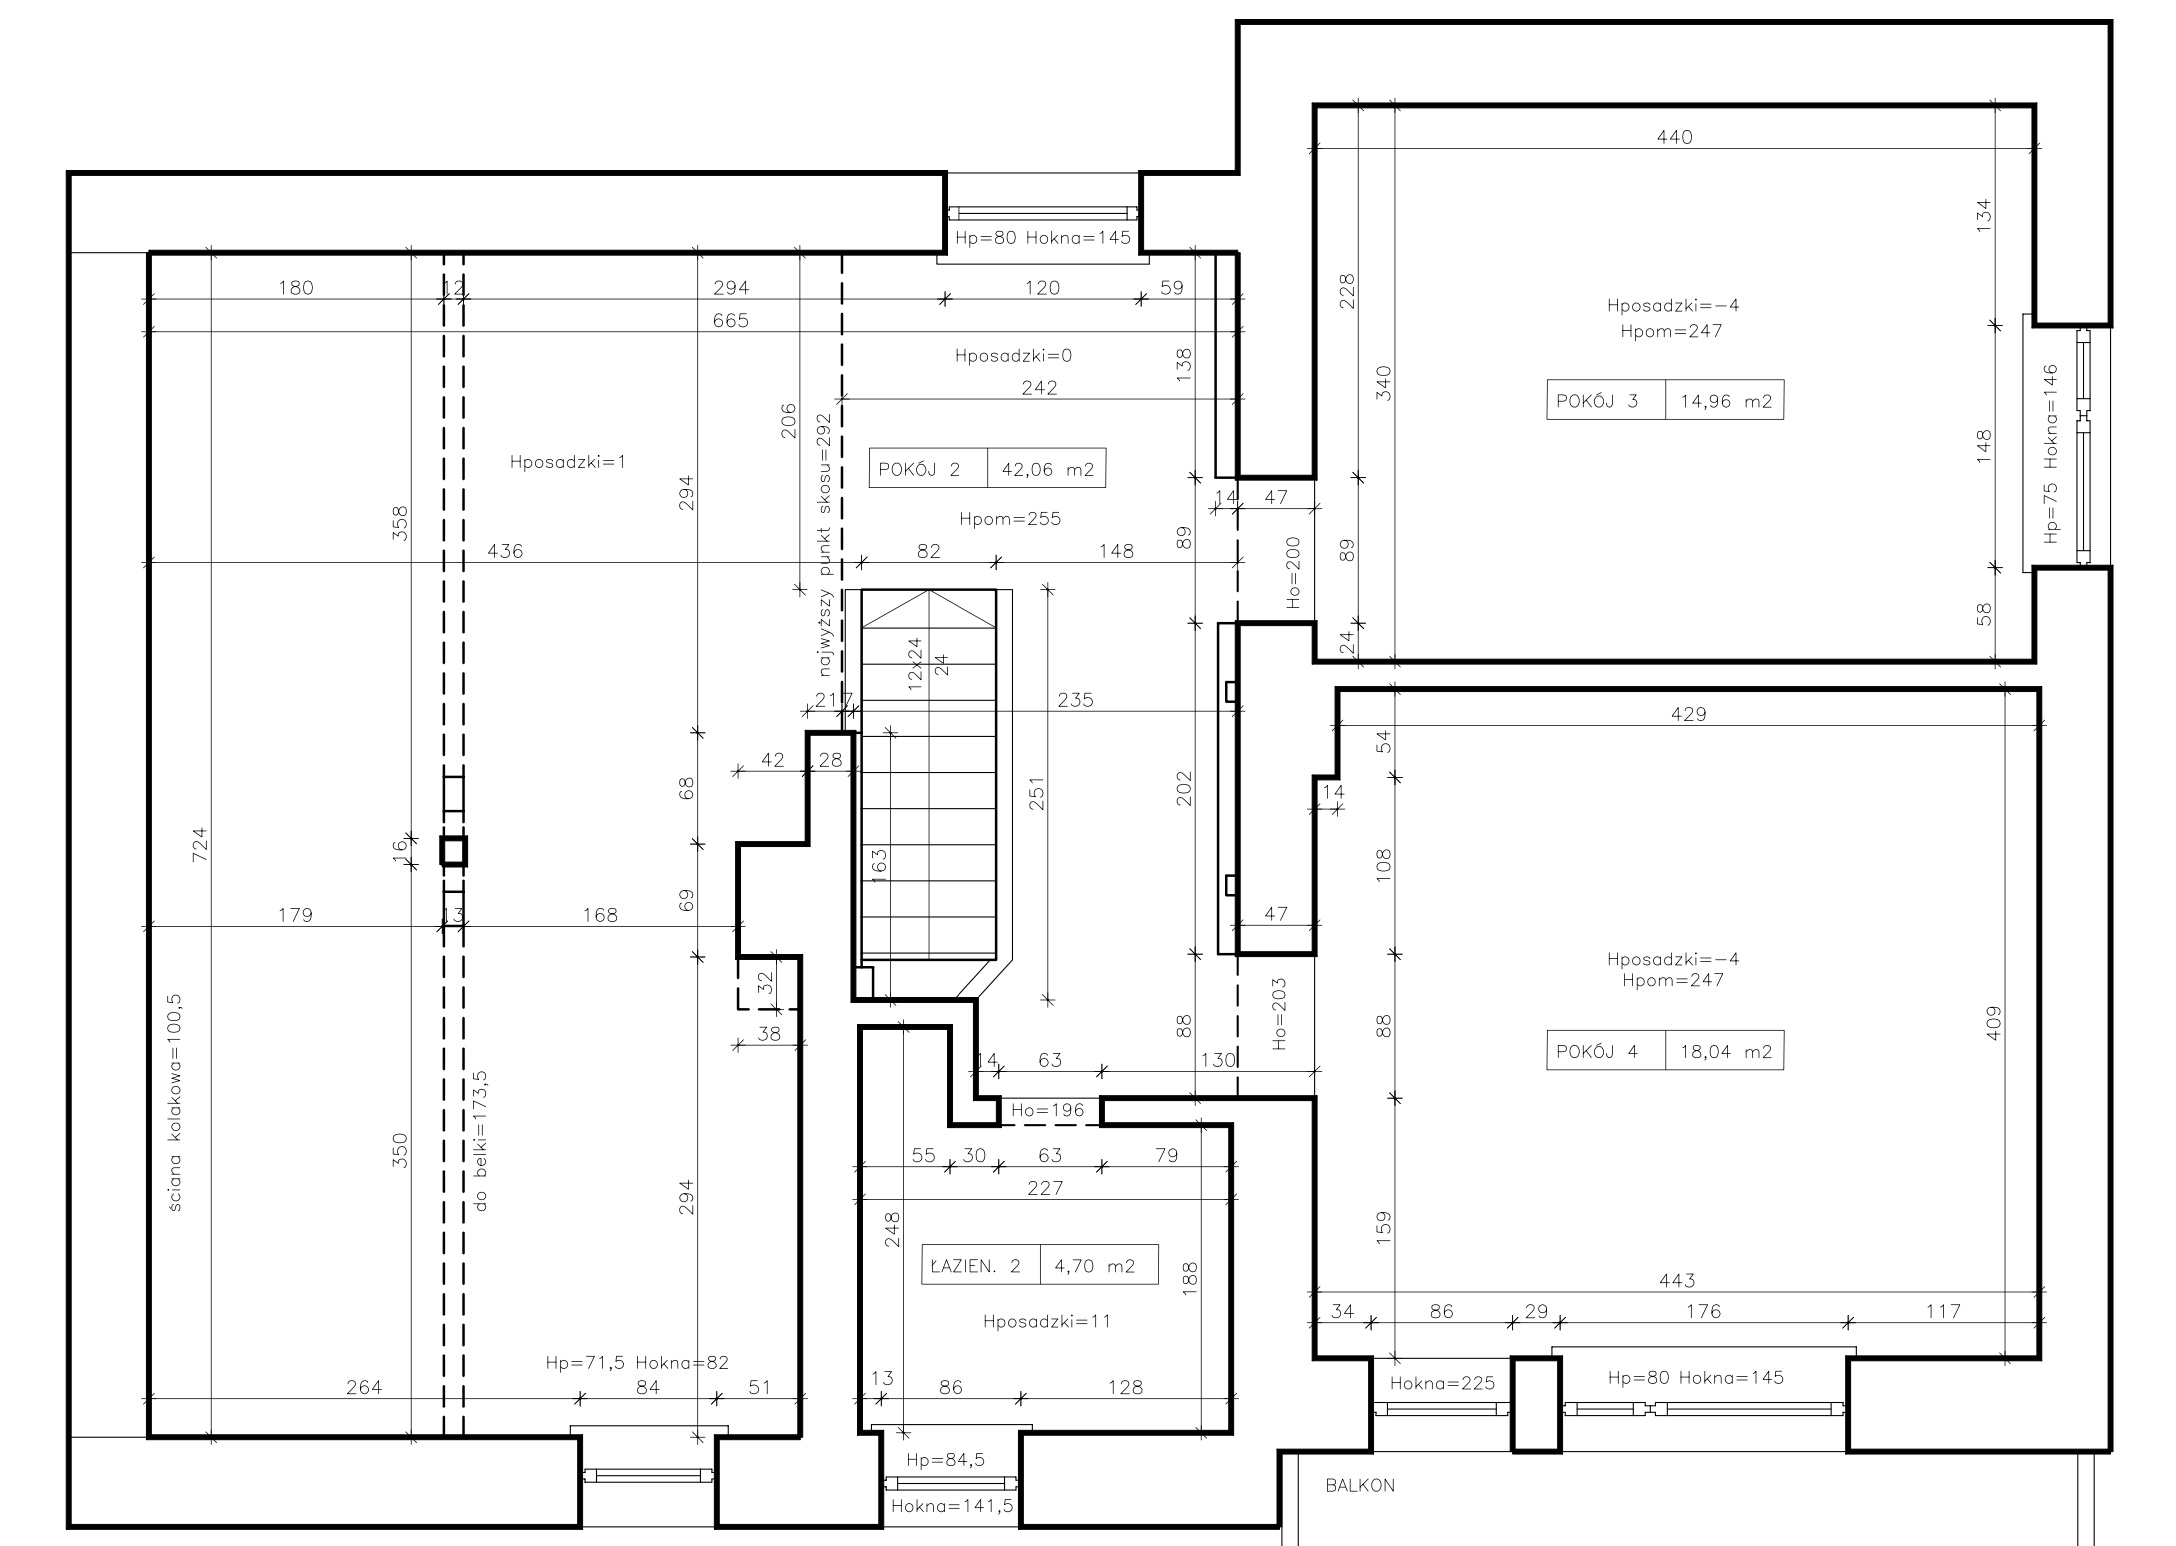 440
134
Hp=80 Hokna=145
180
12
294
120
59
228
Hposadzki=-4
Hpom=247
665
Hposadzki=0
138
340
242
206
POKÓJ 3
14,96 m2
Hp=75 Hokna=146
148
najwyższy punkt skosu=292
Hposadzki=1
POKÓJ 2
42,06 m2
294
358
14
47
Hpom=255
89
89
436
82
148
Ho=200
58
24
12x24
24
21
7
235
429
54
42
28
68
251
202
14
724
16
163
108
69
179
13
168
47
32
Hposadzki=-4
Hpom=247
ściana kolakowa=100,5
Ho=203
88
88
409
38
POKÓJ 4
18,04 m2
14
63
130
do belki=173,5
Ho=196
350
55
30
63
79
294
227
248
159
ŁAZIEN. 2
4,70 m2
188
443
34
86
29
176
117
Hposadzki=11
Hp=71,5 Hokna=82
264
84
51
13
86
128
Hokna=225
Hp=80 Hokna=145
Hp=84,5
Hokna=141,5
BALKON